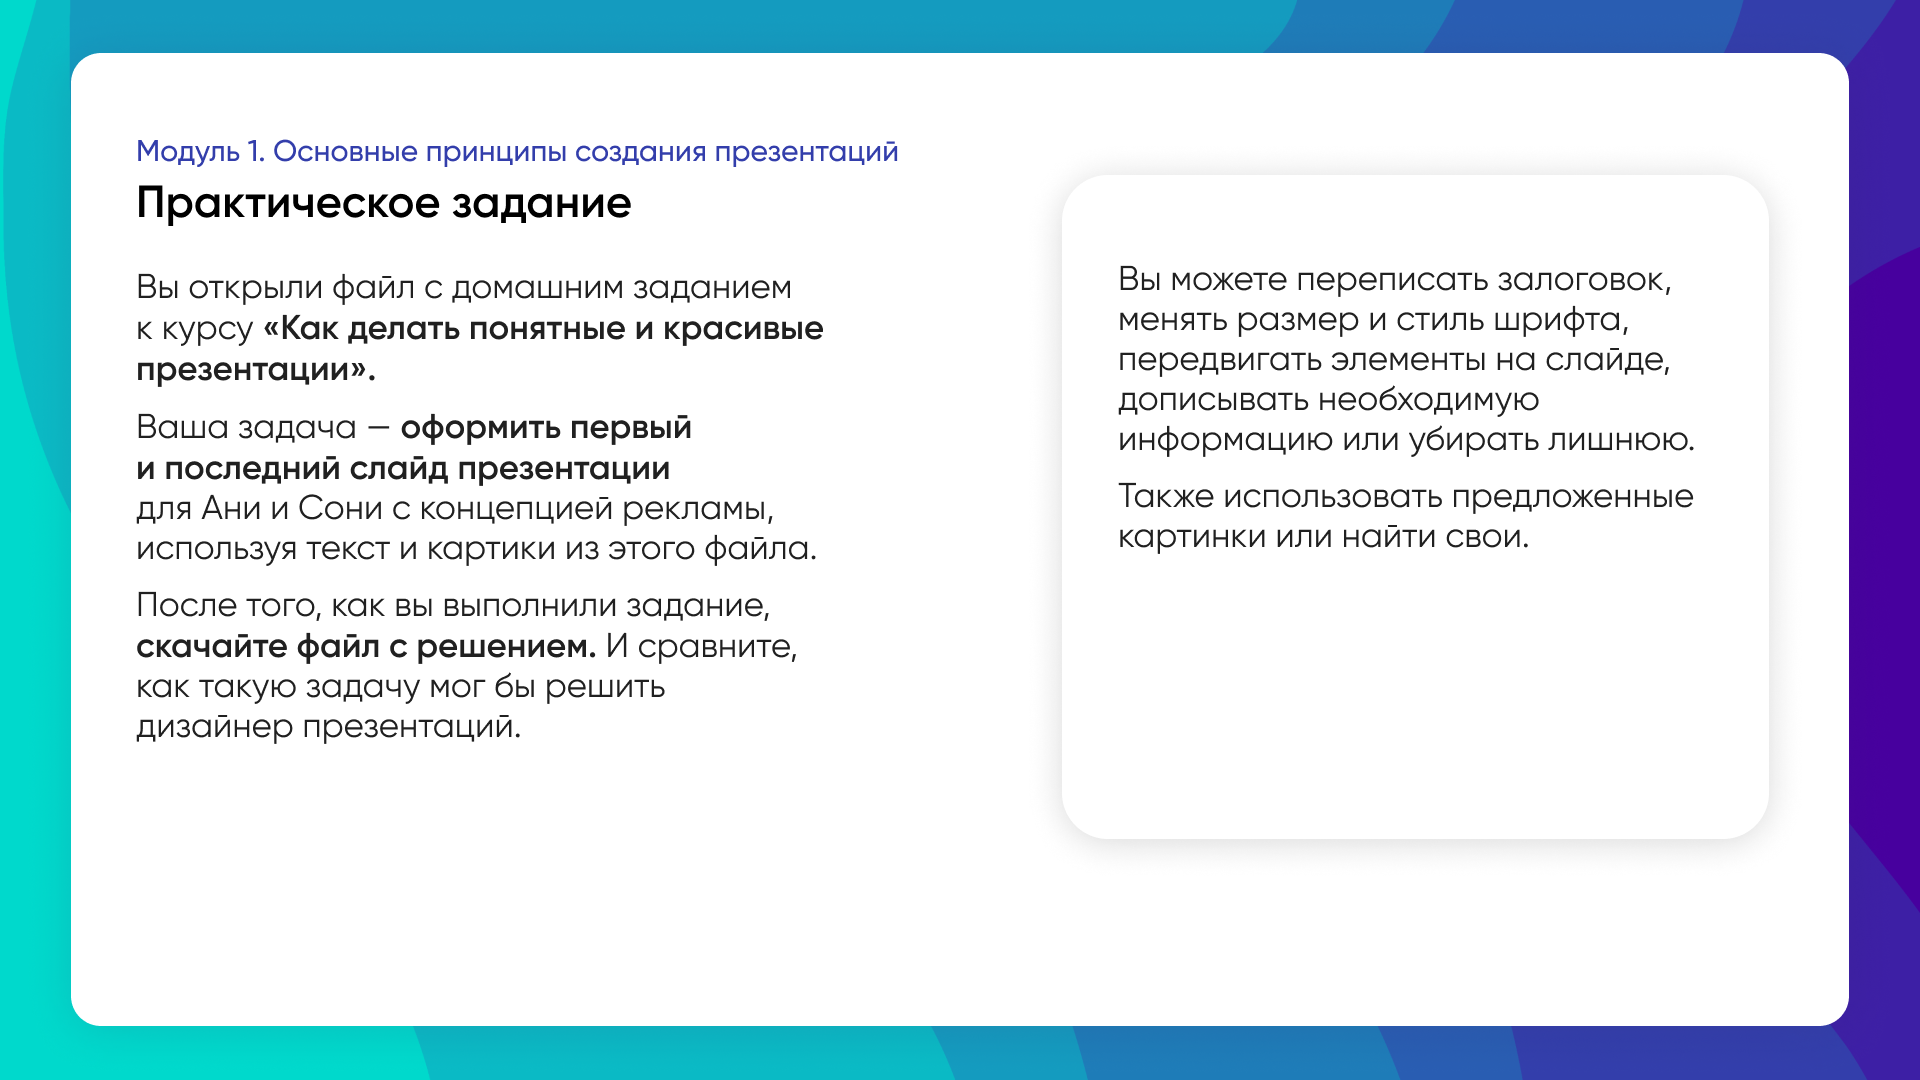 Модуль 1. Основные принципы создания презентаций
Практическое задание
Вы открыли файл с домашним заданием
к курсу «Как делать понятные и красивые
презентации».
Ваша задача — оформить первый
и последний слайд презентации
для Ани и Сони с концепцией рекламы,
используя текст и картики из этого файла.
После того, как вы выполнили задание,
скачайте файл с решением. И сравните,
как такую задачу мог бы решить
дизайнер презентаций.
Вы можете переписать залоговок,
менять размер и стиль шрифта,
передвигать элементы на слайде,
дописывать необходимую
информацию или убирать лишнюю.
Также использовать предложенные
картинки или найти свои.